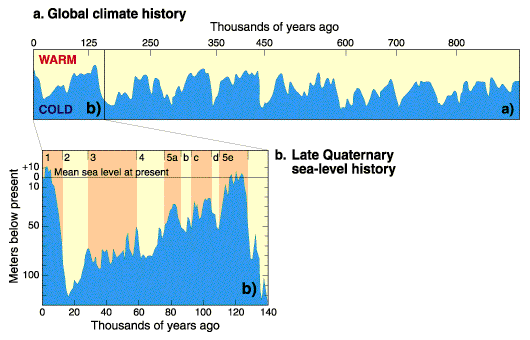 a. Global climate history
Thousands of years ago
0 125 250 350 450 600 700 800
WARM
COLD b) a)
b. Late Quaternary
sea-level history
1 2 3 4 5a b c d 5e
Mean sea level at present
+10
0
10
50
100
Meters below present
b)
0 20 40 60 80 100 120 140
Thousands of years ago